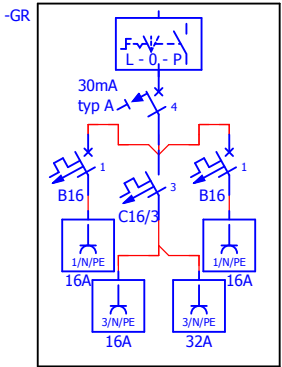 -GR
L - 0 - P
30mA
typ A
4
1
3
1
B16
C16/3
B16
1/N/PE
1/N/PE
16A
16A
3/N/PE
3/N/PE
16A
32A